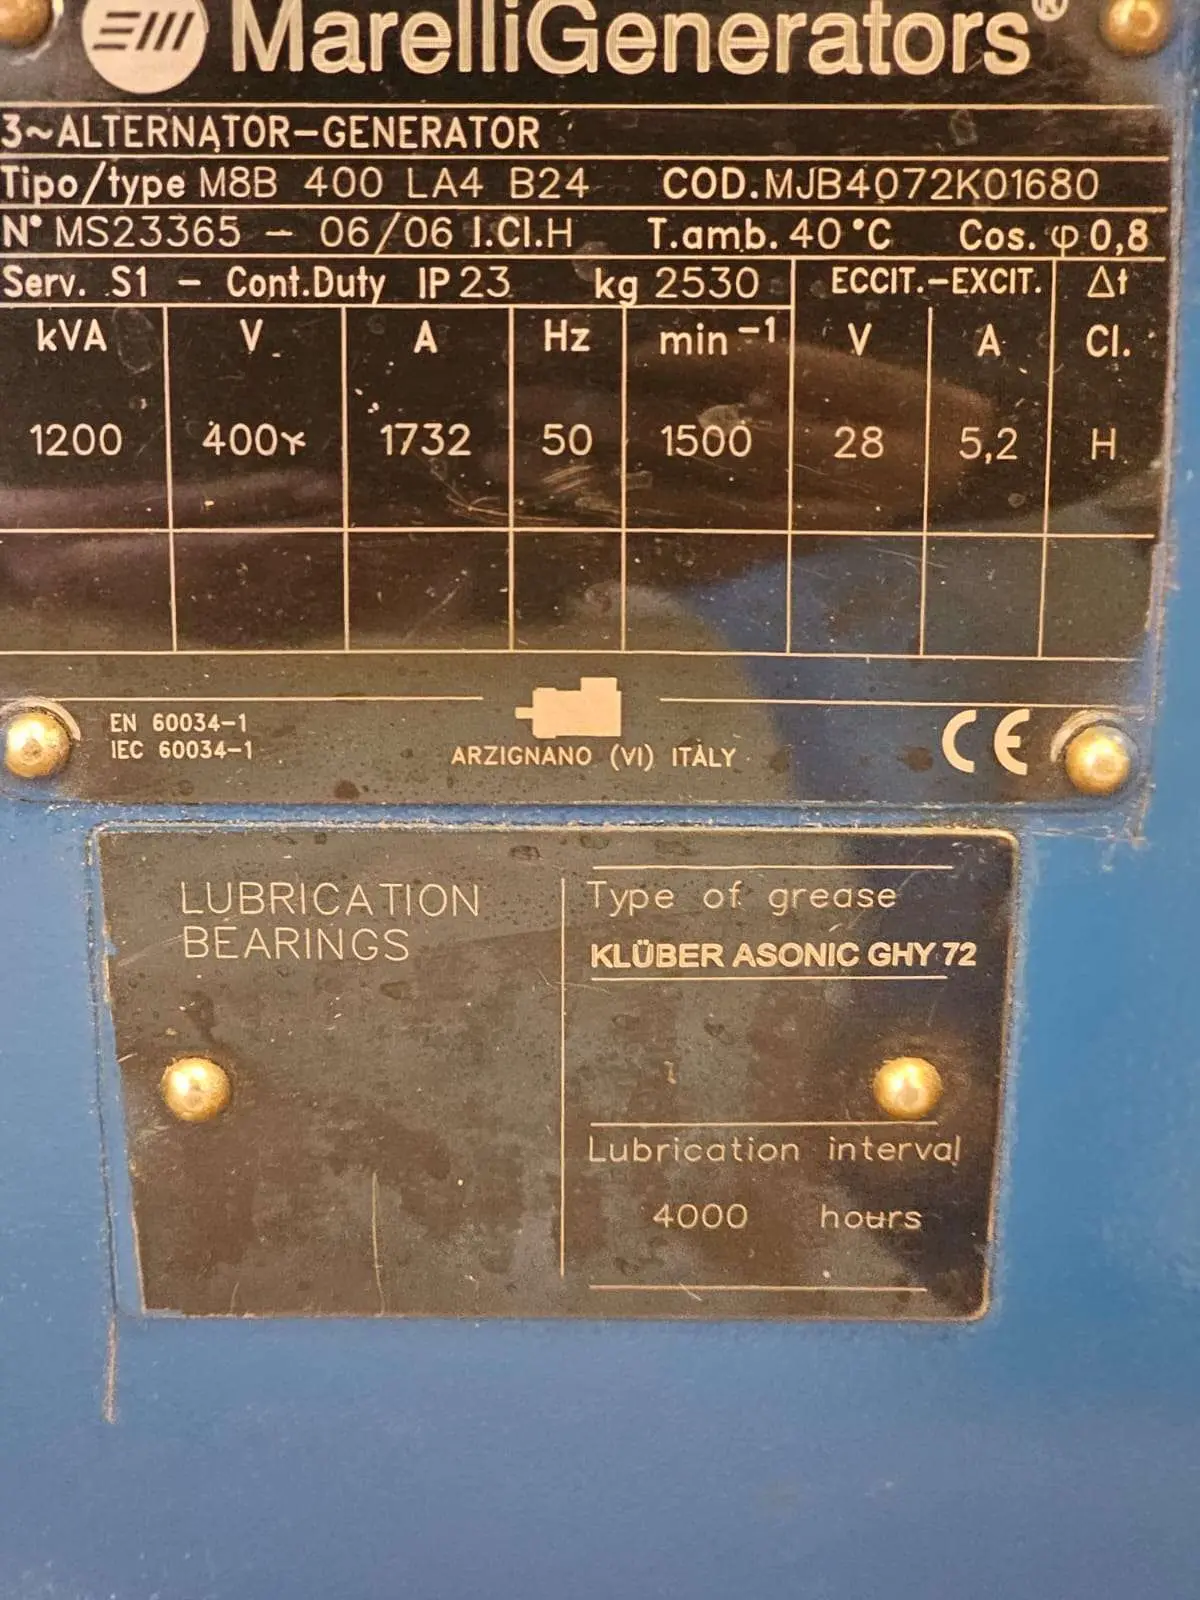 MarelliGenerators®
3~ALTERNATOR-GENERATOR
Tipo/type M8B 400 LA4 B24 COD.MJB4072K01680
N° MS23365 - 06/06 I.Cl.H T.amb. 40°C Cos. φ 0,8
Serv. S1 - Cont.Duty IP 23 kg 2530 ECCIT.-EXCIT. Δt
kVA V A Hz min⁻¹ V A Cl.
1200 400Y 1732 50 1500 28 5,2 H
EN 60034-1
IEC 60034-1
ARZIGNANO (VI) ITALY
CE
LUBRICATION
BEARINGS
Type of grease
KLÜBER ASONIC GHY 72
Lubrication interval
4000 hours